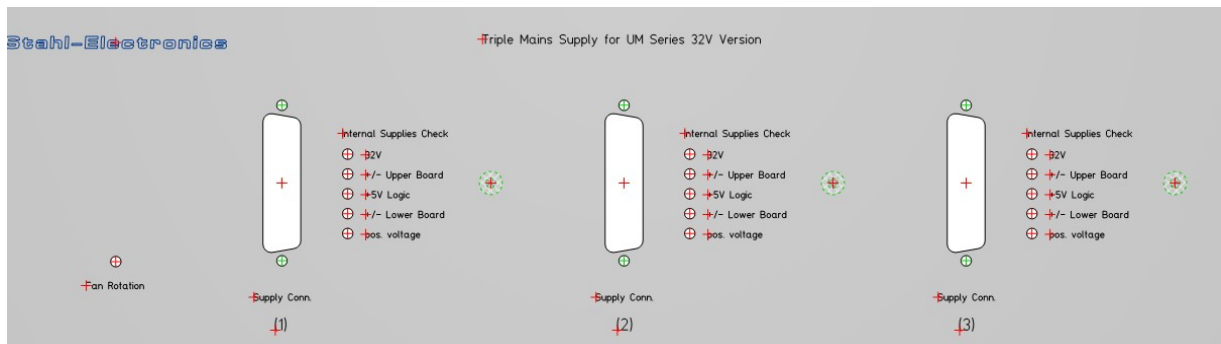 Stahl-Electronics
Triple Mains Supply for UM Series 32V Version
Internal Supplies Check
32V
+/- Upper Board
+5V Logic
+/- Lower Board
pos. voltage
Supply Conn.
(1)
Internal Supplies Check
32V
+/- Upper Board
+5V Logic
+/- Lower Board
pos. voltage
Supply Conn.
(2)
Internal Supplies Check
32V
+/- Upper Board
+5V Logic
+/- Lower Board
pos. voltage
Supply Conn.
(3)
Fan Rotation